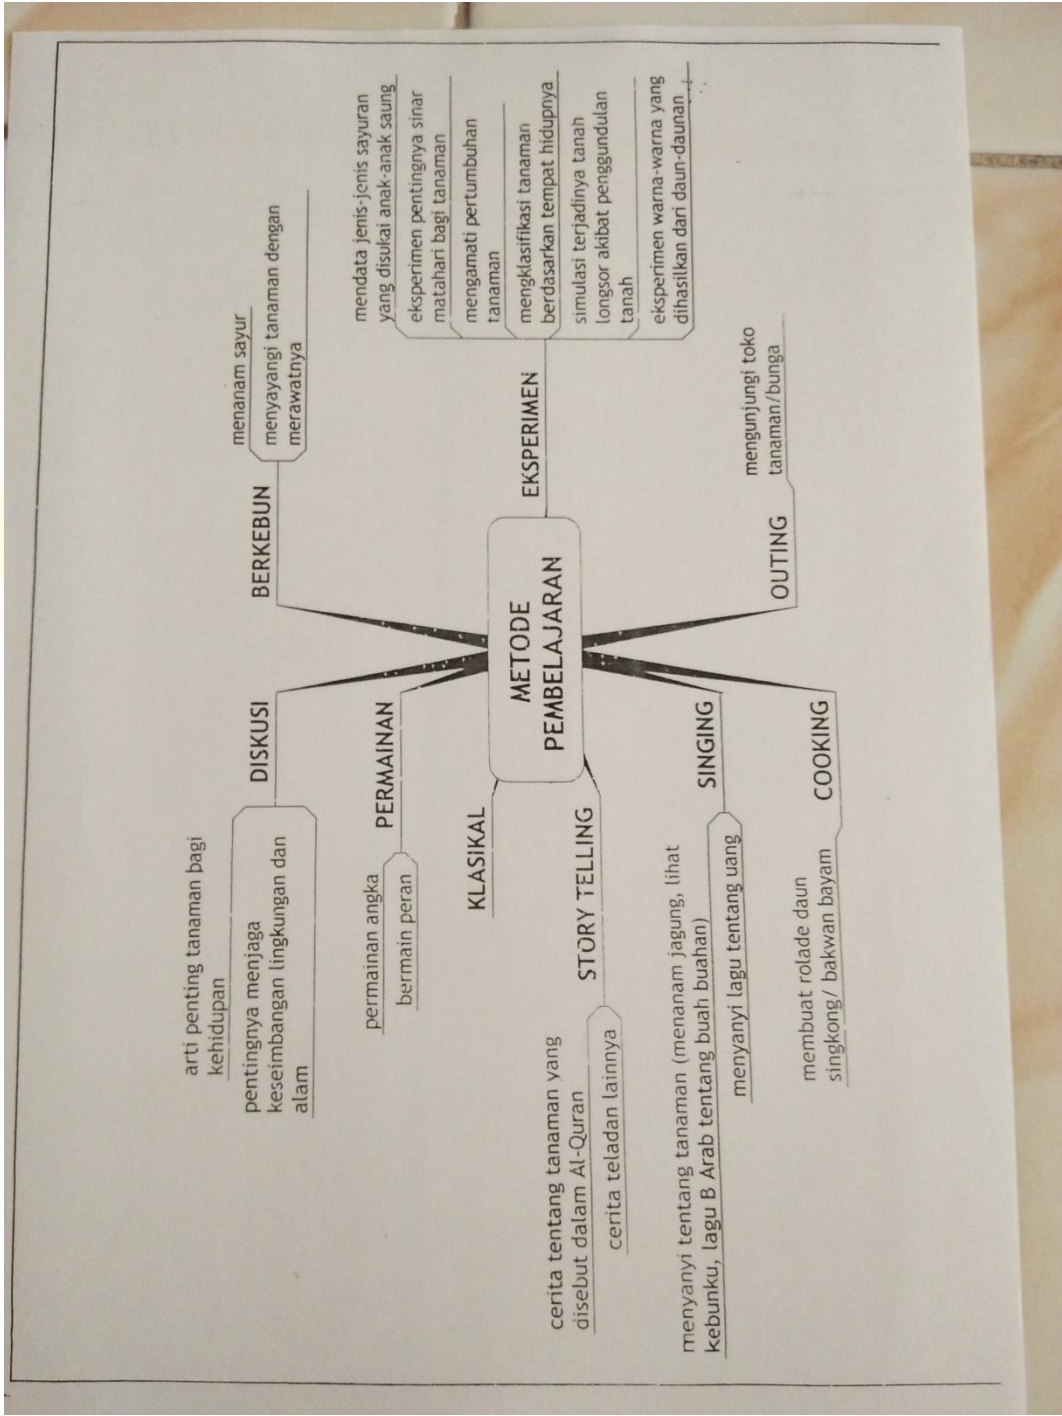 METODE
PEMBELAJARAN
BERKEBUN
menanam sayur
menyayangi tanaman dengan
merawatnya
EKSPERIMEN
mendata jenis-jenis sayuran
yang disukai anak-anak saung
eksperimen pentingnya sinar
matahari bagi tanaman
mengamati pertumbuhan
tanaman
mengklasifikasi tanaman
berdasarkan tempat hidupnya
simulasi terjadinya tanah
longsor akibat penggundulan
tanah
eksperimen warna-warna yang
dihasilkan dari daun-daunan
OUTING
mengunjungi toko
tanaman/bunga
DISKUSI
arti penting tanaman bagi
kehidupan
pentingnya menjaga
keseimbangan lingkungan dan
alam
PERMAINAN
permainan angka
bermain peran
KLASIKAL
STORY TELLING
cerita tentang tanaman yang
disebut dalam Al-Quran
cerita teladan lainnya
SINGING
menyanyi tentang tanaman (menanam jagung, lihat
kebunku, lagu B Arab tentang buah buahan)
menyanyi lagu tentang uang
COOKING
membuat rolade daun
singkong/ bakwan bayam